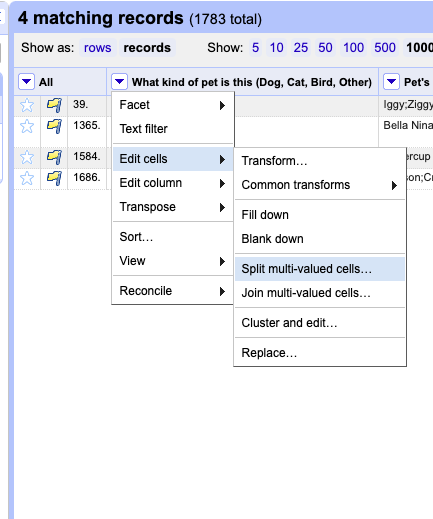 4 matching records (1783 total)
Show as: rows records Show: 5 10 25 50 100 500 1000
All What kind of pet is this (Dog, Cat, Bird, Other) Pet's
39. Iggy;Ziggy
1365. Bella Nina
1584. ercup
1686. on;C
Facet
Text filter
Edit cells
Edit column
Transpose
Sort…
View
Reconcile
Transform…
Common transforms
Fill down
Blank down
Split multi-valued cells…
Join multi-valued cells…
Cluster and edit…
Replace…